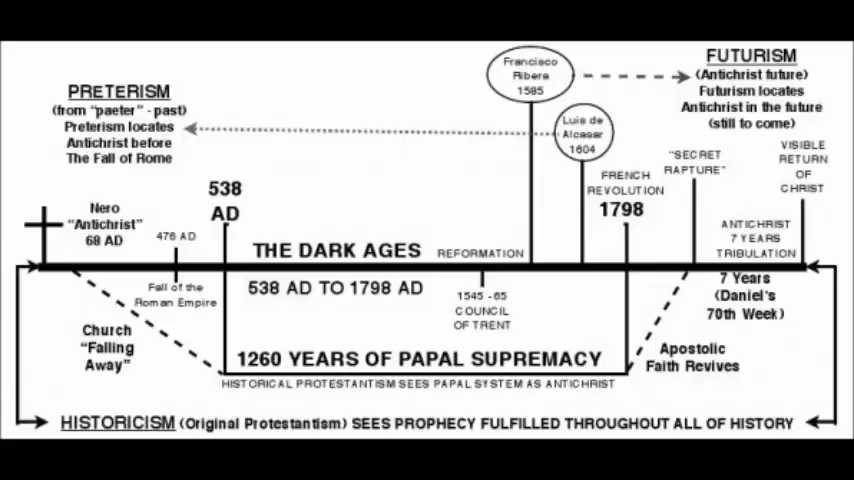 PRETERISM
(from "paeter" - past)
Preterism locates
Antichrist before
The Fall of Rome
Francisco
Ribera
1585
Luis de
Alcasar
1604
FUTURISM
(Antichrist future)
Futurism locates
Antichrist in the future
(still to come)
Nero
"Antichrist"
68 AD
476 AD
538
AD
FRENCH
REVOLUTION
1798
"SECRET
RAPTURE"
VISIBLE
RETURN
OF
CHRIST
THE DARK AGES
REFORMATION
ANTICHRIST
7 YEARS
TRIBULATION
Fall of the
Roman Empire
538 AD TO 1798 AD
1545 - 65
COUNCIL
OF TRENT
7 Years
(Daniel's
70th Week)
Church
"Falling
Away"
1260 YEARS OF PAPAL SUPREMACY
Apostolic
Faith Revives
HISTORICAL PROTESTANTISM SEES PAPAL SYSTEM AS ANTICHRIST
HISTORICISM (Original Protestantism) SEES PROPHECY FULFILLED THROUGHOUT ALL OF HISTORY